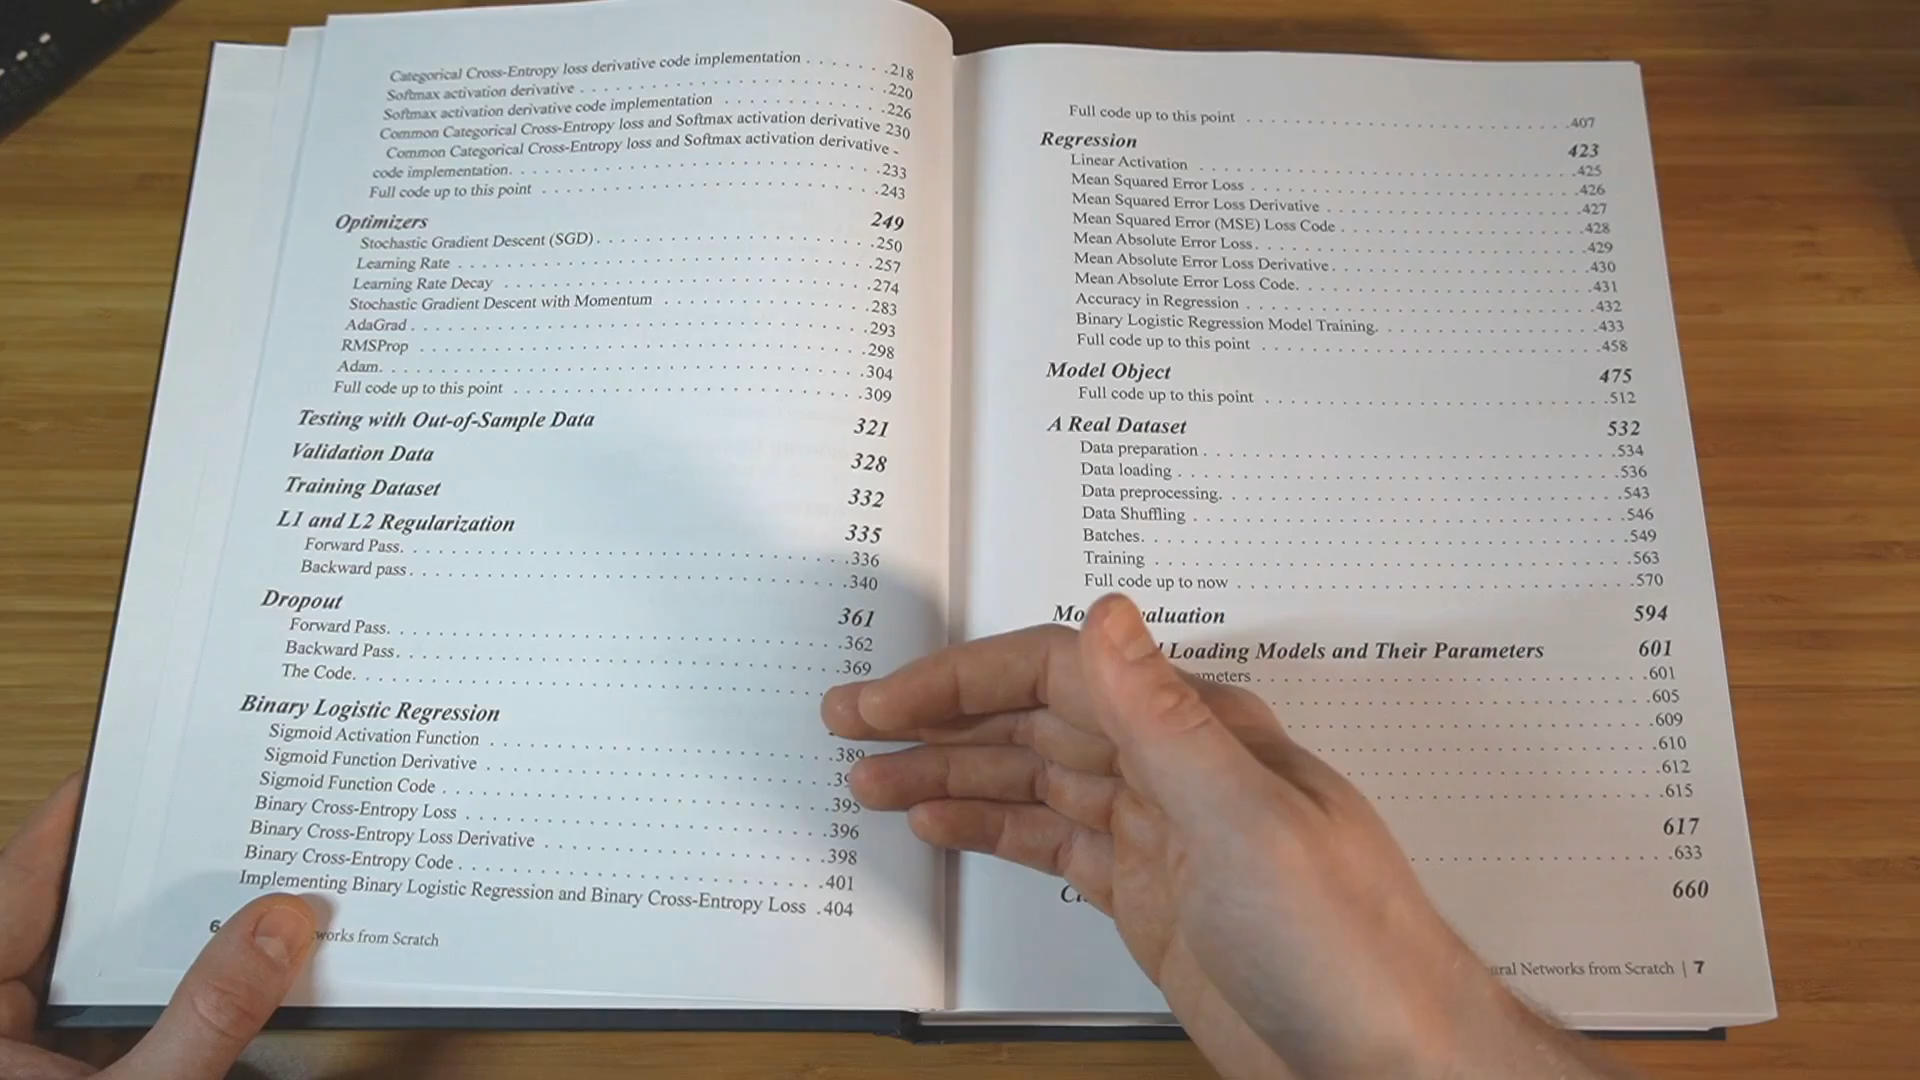 Categorical Cross-Entropy loss derivative code implementation . . . . . . .218
Softmax activation derivative . . . . . . . . . . . . . . . . . . . . .220
Softmax activation derivative code implementation . . . . . . . . . . . .226
Common Categorical Cross-Entropy loss and Softmax activation derivative 230
Common Categorical Cross-Entropy loss and Softmax activation derivative -
code implementation. . . . . . . . . . . . . . . . . . . . . . . . .233
Full code up to this point . . . . . . . . . . . . . . . . . . . . . . .243
Optimizers 249
Stochastic Gradient Descent (SGD). . . . . . . . . . . . . . . . . . . .250
Learning Rate . . . . . . . . . . . . . . . . . . . . . . . . . . . .257
Learning Rate Decay . . . . . . . . . . . . . . . . . . . . . . . . .274
Stochastic Gradient Descent with Momentum . . . . . . . . . . . . . .283
AdaGrad . . . . . . . . . . . . . . . . . . . . . . . . . . . . . . .293
RMSProp . . . . . . . . . . . . . . . . . . . . . . . . . . . . . . .298
Adam. . . . . . . . . . . . . . . . . . . . . . . . . . . . . . . . .304
Full code up to this point . . . . . . . . . . . . . . . . . . . . . . .309
Testing with Out-of-Sample Data 321
Validation Data 328
Training Dataset 332
L1 and L2 Regularization 335
Forward Pass. . . . . . . . . . . . . . . . . . . . . . . . . . . . .336
Backward pass . . . . . . . . . . . . . . . . . . . . . . . . . . . .340
Dropout 361
Forward Pass. . . . . . . . . . . . . . . . . . . . . . . . . . . . .362
Backward Pass. . . . . . . . . . . . . . . . . . . . . . . . . . . . .369
The Code. . . . . . . . . . . . . . . . . . . . . . . . . . . . . .
Binary Logistic Regression
Sigmoid Activation Function . . . . . . . . . . . . . . . . . . . . . .389
Sigmoid Function Derivative . . . . . . . . . . . . . . . . . . . . . .
Sigmoid Function Code . . . . . . . . . . . . . . . . . . . . . . . .395
Binary Cross-Entropy Loss . . . . . . . . . . . . . . . . . . . . . . .396
Binary Cross-Entropy Loss Derivative . . . . . . . . . . . . . . . . . .398
Binary Cross-Entropy Code . . . . . . . . . . . . . . . . . . . . . . .401
Implementing Binary Logistic Regression and Binary Cross-Entropy Loss .404
6 works from Scratch
Full code up to this point . . . . . . . . . . . . . . . . . . . . . . .407
Regression 423
Linear Activation . . . . . . . . . . . . . . . . . . . . . . . . . . .425
Mean Squared Error Loss . . . . . . . . . . . . . . . . . . . . . . .426
Mean Squared Error Loss Derivative . . . . . . . . . . . . . . . . . .427
Mean Squared Error (MSE) Loss Code . . . . . . . . . . . . . . . . .428
Mean Absolute Error Loss. . . . . . . . . . . . . . . . . . . . . . .429
Mean Absolute Error Loss Derivative . . . . . . . . . . . . . . . . . .430
Mean Absolute Error Loss Code. . . . . . . . . . . . . . . . . . . .431
Accuracy in Regression . . . . . . . . . . . . . . . . . . . . . . . .432
Binary Logistic Regression Model Training. . . . . . . . . . . . . . .433
Full code up to this point . . . . . . . . . . . . . . . . . . . . . . .458
Model Object 475
Full code up to this point . . . . . . . . . . . . . . . . . . . . . . .512
A Real Dataset 532
Data preparation . . . . . . . . . . . . . . . . . . . . . . . . . . .534
Data loading . . . . . . . . . . . . . . . . . . . . . . . . . . . . .536
Data preprocessing. . . . . . . . . . . . . . . . . . . . . . . . . .543
Data Shuffling . . . . . . . . . . . . . . . . . . . . . . . . . . . .546
Batches. . . . . . . . . . . . . . . . . . . . . . . . . . . . . . .549
Training . . . . . . . . . . . . . . . . . . . . . . . . . . . . . . .563
Full code up to now . . . . . . . . . . . . . . . . . . . . . . . . .570
aluation 594
Loading Models and Their Parameters 601
meters . . . . . . . . . . . . . . . . . . . . . . . .601
.605
.609
.610
.612
.615
617
.633
660
ural Networks from Scratch | 7